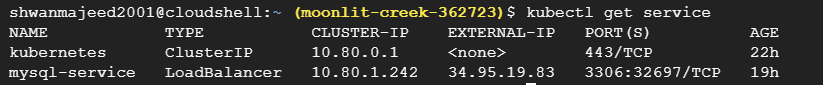 shwanmajeed2001@cloudshell:~ (moonlit-creek-362723)$ kubectl get service
NAME TYPE CLUSTER-IP EXTERNAL-IP PORT(S) AGE
kubernetes ClusterIP 10.80.0.1 <none> 443/TCP 22h
mysql-service LoadBalancer 10.80.1.242 34.95.19.83 3306:32697/TCP 19h